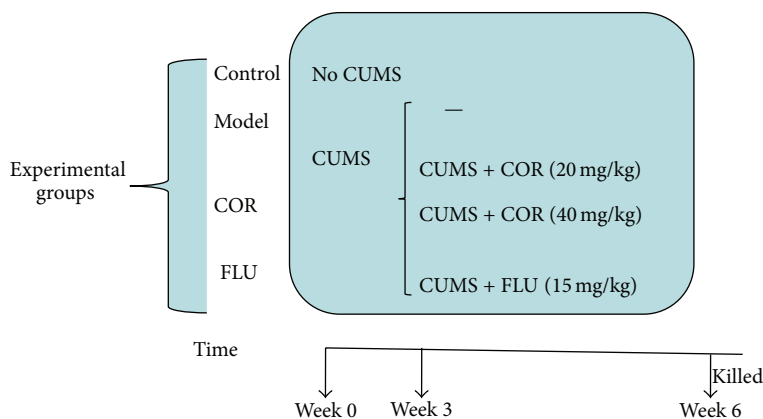 Control
No CUMS
Model
—
CUMS
Experimental
groups
CUMS + COR (20 mg/kg)
COR
CUMS + COR (40 mg/kg)
FLU
CUMS + FLU (15 mg/kg)
Time
Killed
Week 0
Week 3
Week 6